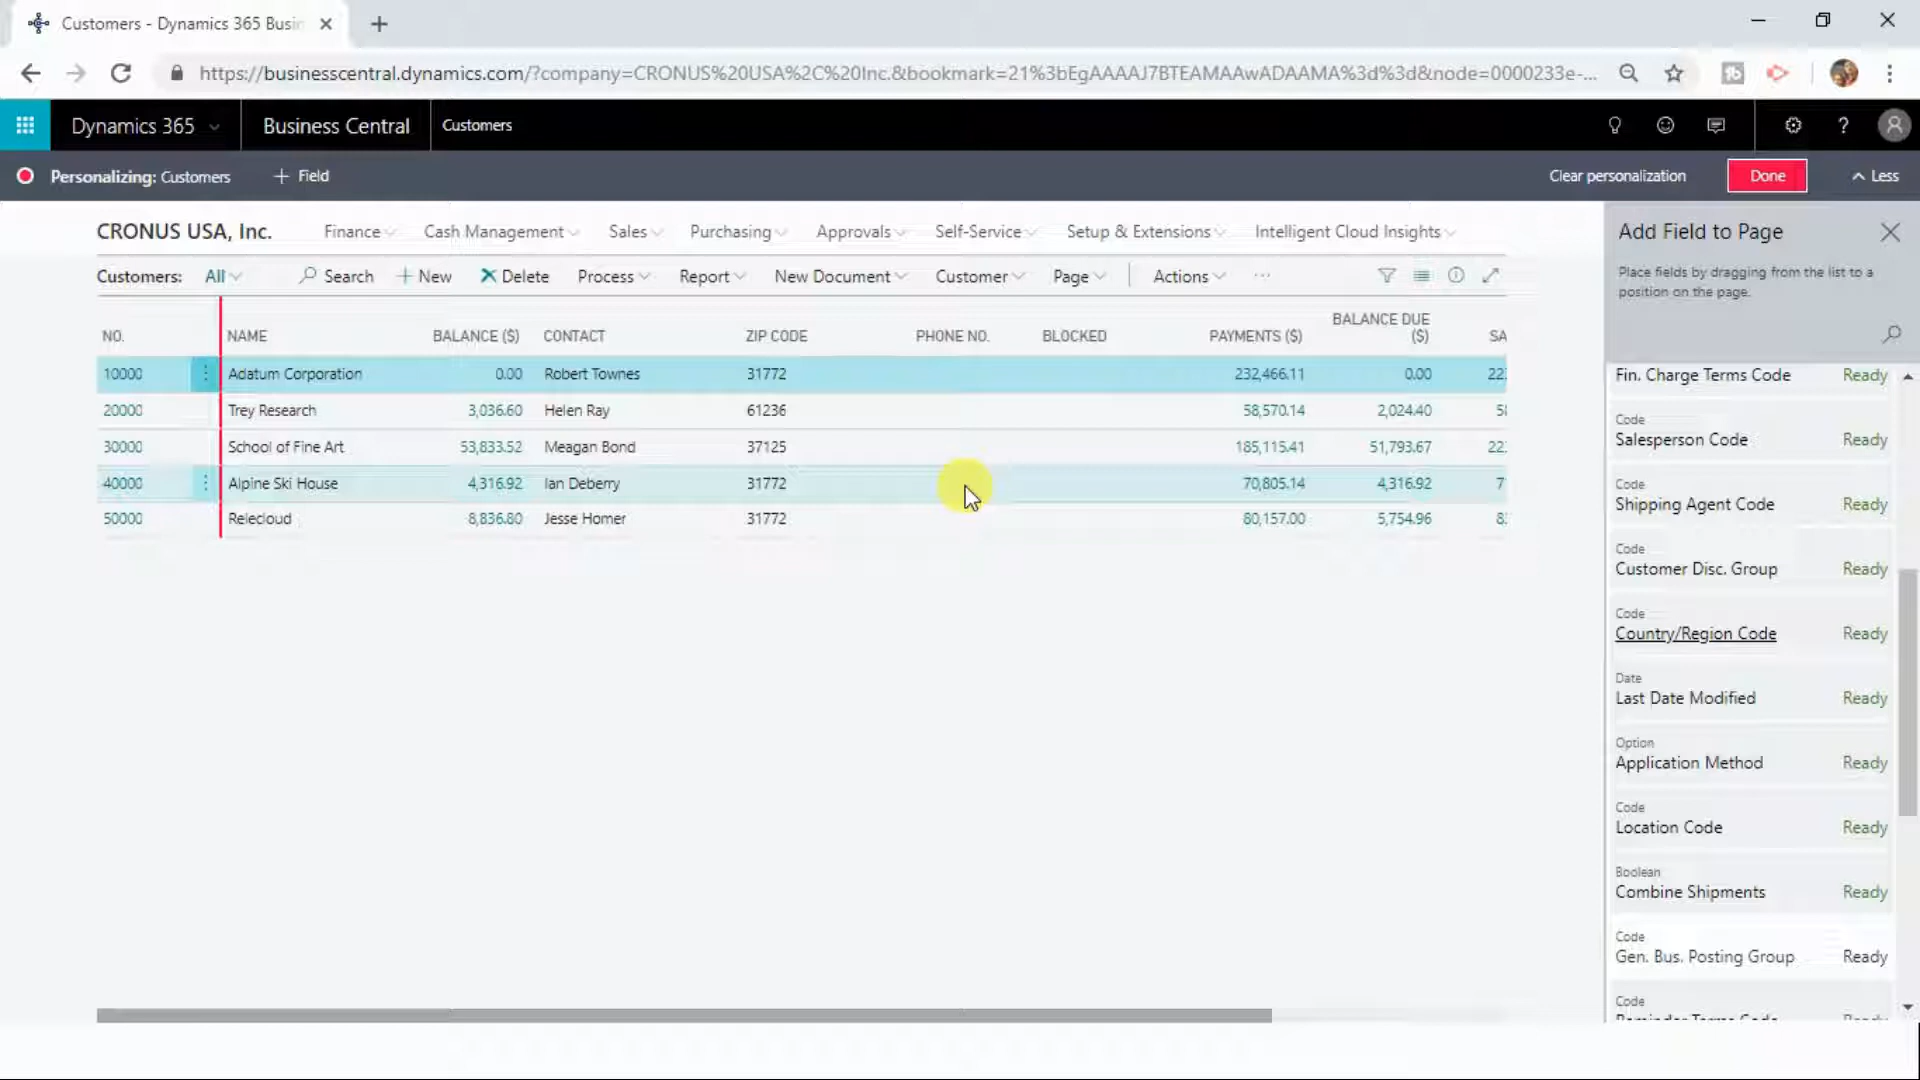 Customers - Dynamics 365 Busin
https://businesscentral.dynamics.com/?company=CRONUS%20USA%2C%20Inc.&bookmark=21%3bEgAAAAJ7BTEAMAAwADAAMA%3d%3d&node=0000233e-...
Dynamics 365 Business Central Customers
Personalizing: Customers + Field Clear personalization Done Less
CRONUS USA, Inc. Finance Cash Management Sales Purchasing Approvals Self-Service Setup & Extensions Intelligent Cloud Insights
Customers: All Search + New Delete Process Report New Document Customer Page Actions ...
NO. NAME BALANCE ($) CONTACT ZIP CODE PHONE NO. BLOCKED PAYMENTS ($) BALANCE DUE ($) SA
10000 Adatum Corporation 0.00 Robert Townes 31772 232,466.11 0.00 22
20000 Trey Research 3,036.60 Helen Ray 61236 58,570.14 2,024.40
30000 School of Fine Art 53,833.52 Meagan Bond 37125 185,115.41 51,793.67 22
40000 Alpine Ski House 4,316.92 Ian Deberry 31772 70,805.14 4,316.92 7
50000 Relecloud 8,836.80 Jesse Homer 31772 80,157.00 5,754.96
Add Field to Page
Place fields by dragging from the list to a
position on the page.
Fin. Charge Terms Code Ready
Code
Salesperson Code Ready
Code
Shipping Agent Code Ready
Code
Customer Disc. Group Ready
Code
Country/Region Code Ready
Date
Last Date Modified Ready
Option
Application Method Ready
Code
Location Code Ready
Boolean
Combine Shipments Ready
Code
Gen. Bus. Posting Group Ready
Code